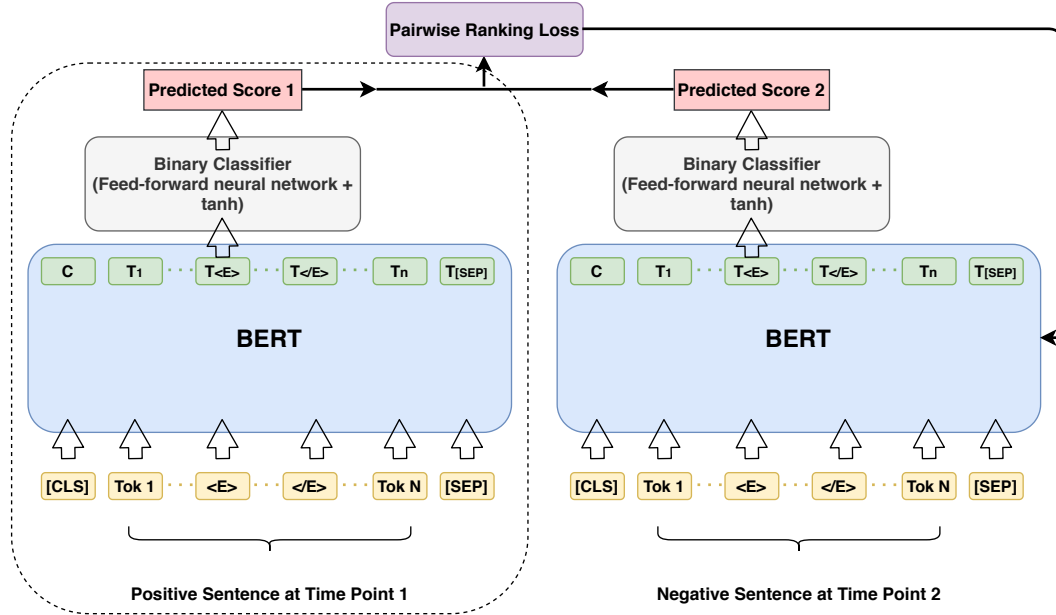 Pairwise Ranking Loss
Predicted Score 1
Predicted Score 2
Binary Classifier
(Feed-forward neural network +
tanh)
Binary Classifier
(Feed-forward neural network +
tanh)
C T1 ... T<E> ... T</E> ... Tn T[SEP]
C T1 ... T<E> ... T</E> ... Tn T[SEP]
BERT
BERT
[CLS] Tok 1 ... <E> ... </E> ... Tok N [SEP]
[CLS] Tok 1 ... <E> ... </E> ... Tok N [SEP]
Positive Sentence at Time Point 1
Negative Sentence at Time Point 2